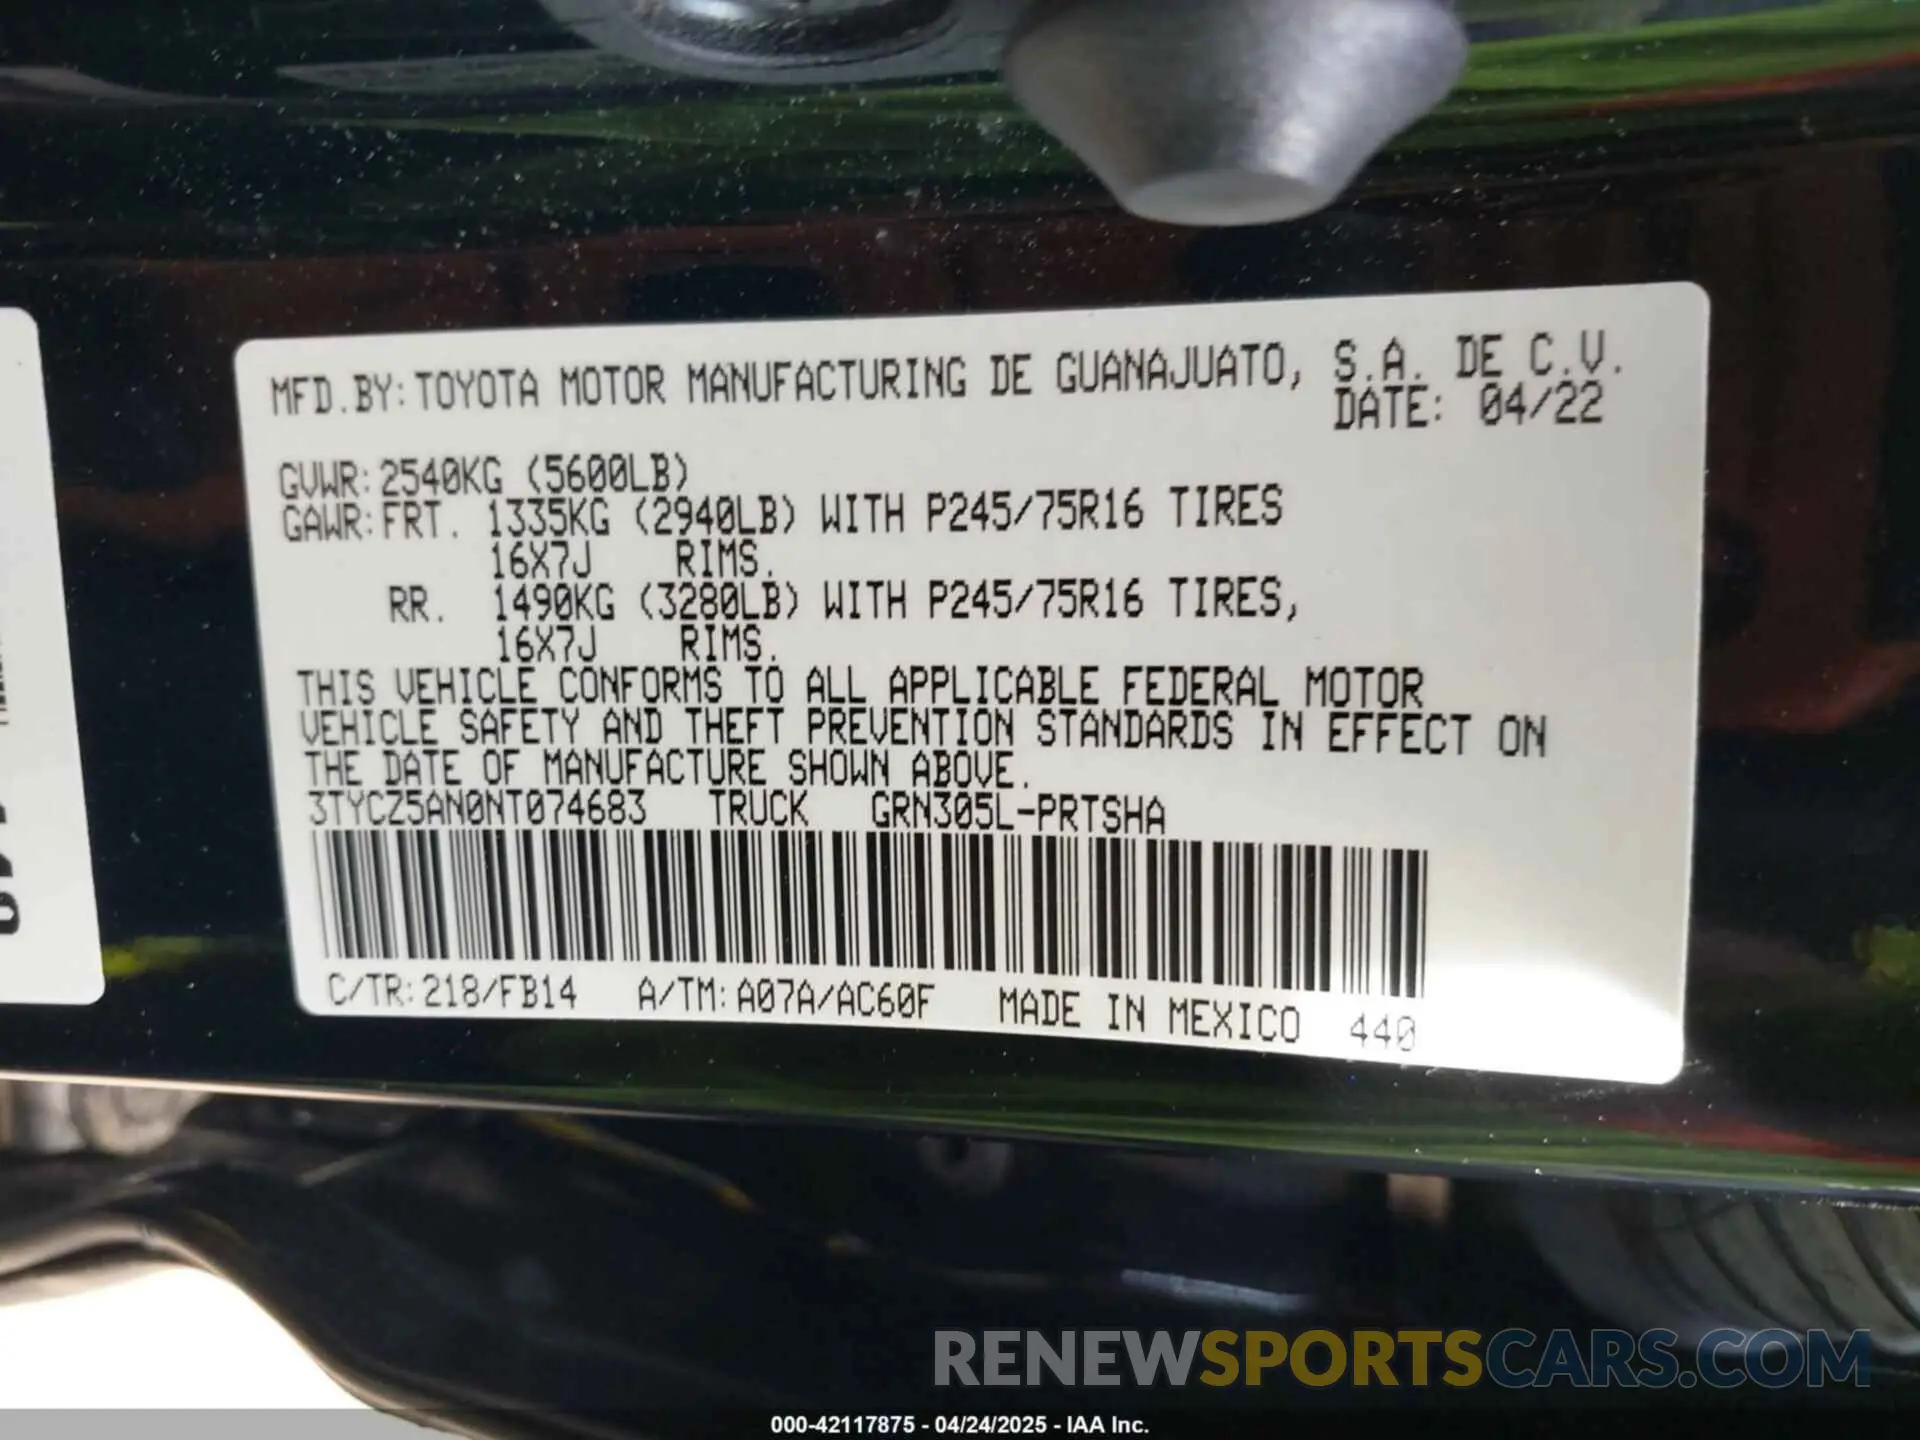 MFD.BY:TOYOTA MOTOR MANUFACTURING DE GUANAJUATO, S.A. DE C.V.
DATE: 04/22
GVWR:2540KG (5600LB)
GAWR:FRT. 1335KG (2940LB) WITH P245/75R16 TIRES
16X7J RIMS.
RR. 1490KG (3280LB) WITH P245/75R16 TIRES,
16X7J RIMS.
THIS VEHICLE CONFORMS TO ALL APPLICABLE FEDERAL MOTOR
VEHICLE SAFETY AND THEFT PREVENTION STANDARDS IN EFFECT ON
THE DATE OF MANUFACTURE SHOWN ABOVE.
3TYCZ5AN0NT074683 TRUCK GRN305L-PRTSHA
C/TR:218/FB14 A/TM:A07A/AC60F MADE IN MEXICO 440
RENEWSPORTSCARS.COM
000-42117875 - 04/24/2025 - IAA Inc.